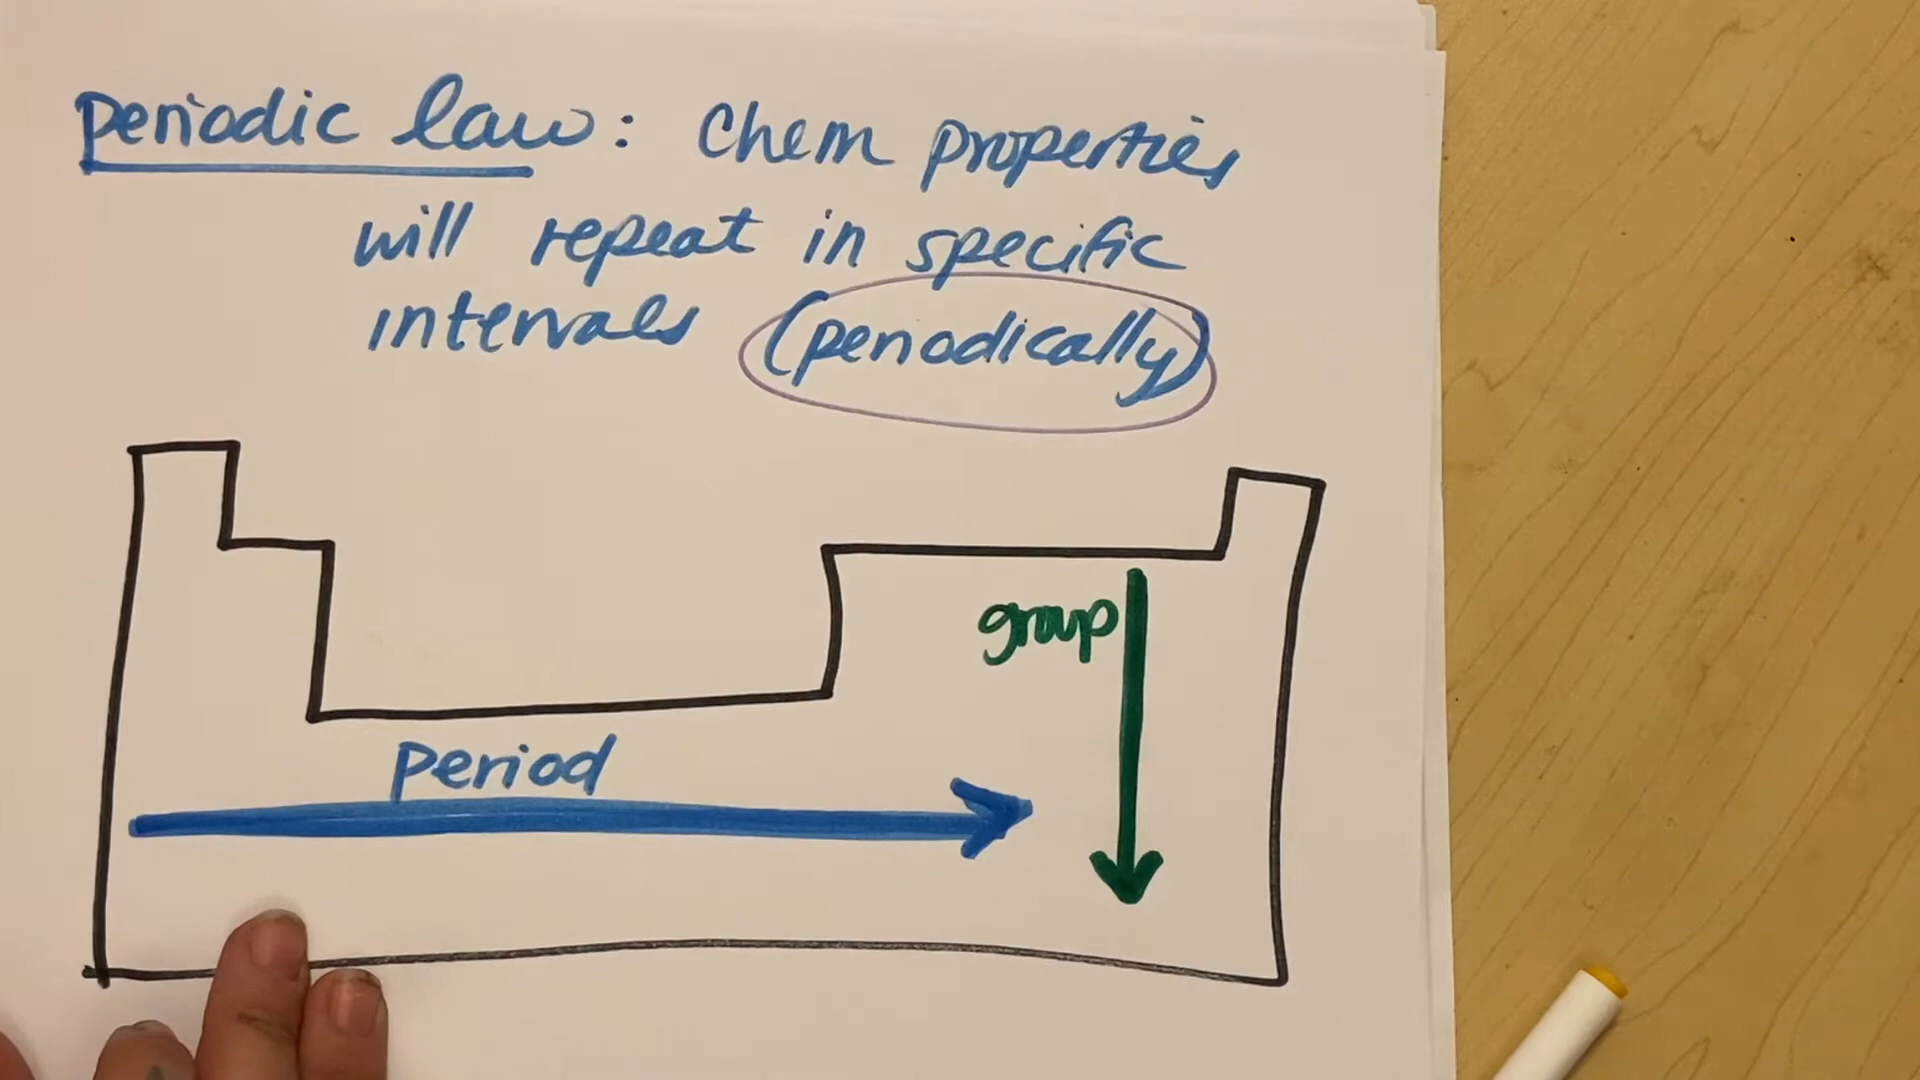 periodic law: Chem properties
will repeat in specific
intervals (periodically)
group
Period